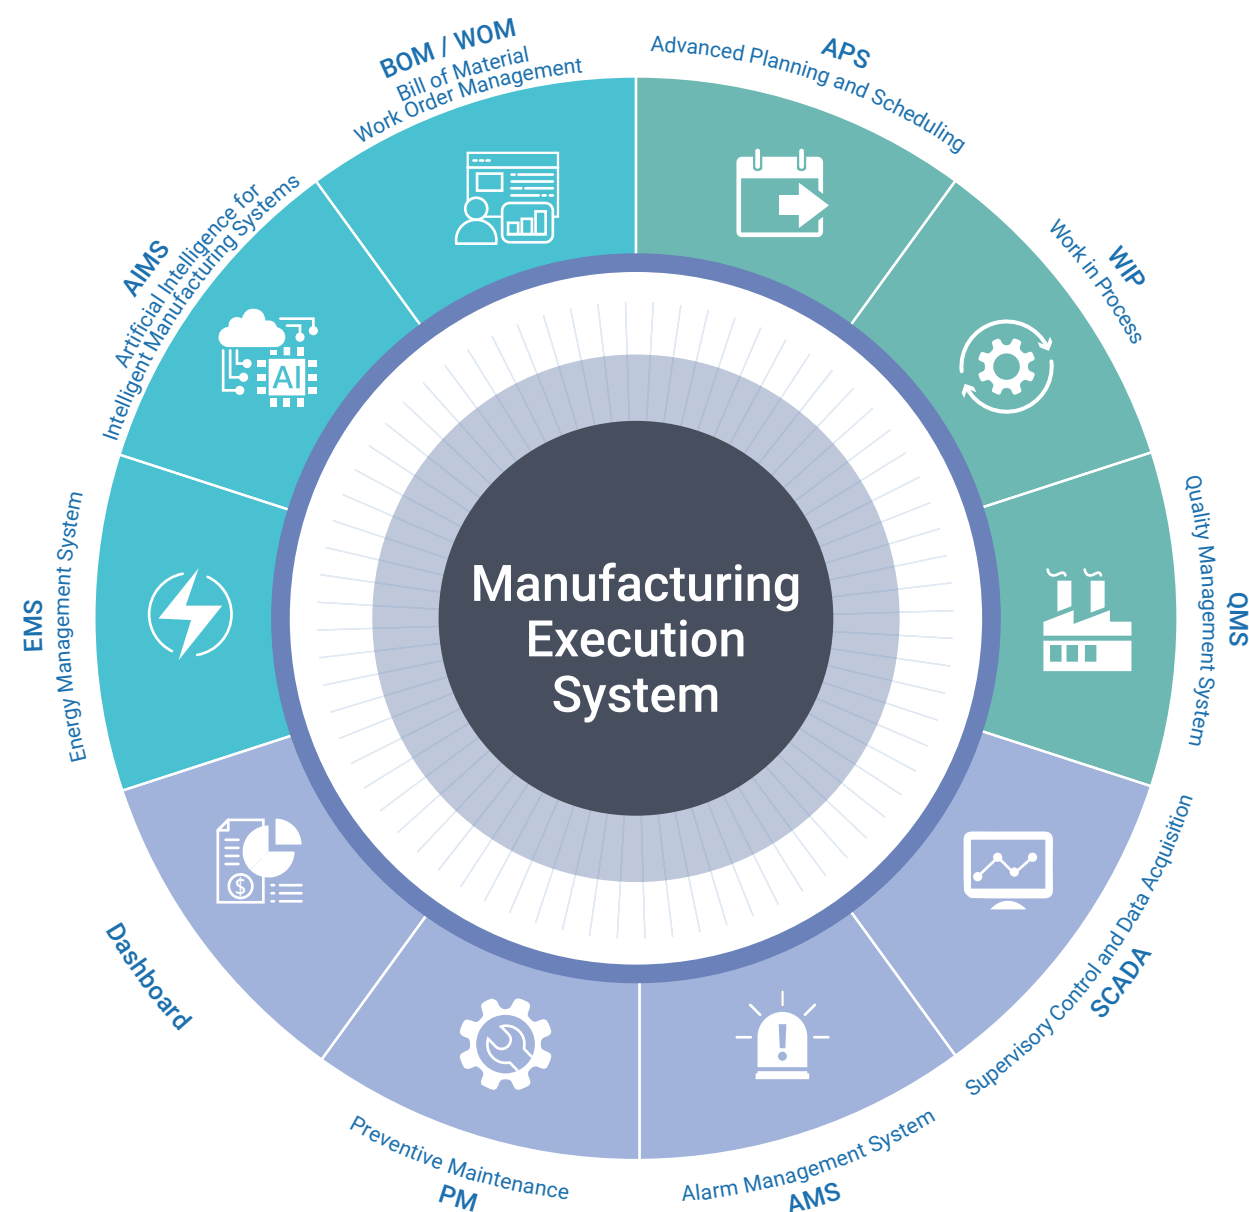 BOM / WOM
Bill of Material
Work Order Management
APS
Advanced Planning and Scheduling
WIP
Work in Process
QMS
Quality Management System
Supervisory Control and Data Acquisition
SCADA
Alarm Management System
AMS
Preventive Maintenance
PM
Dashboard
EMS
Energy Management System
AIMS
Artificial Intelligence for
Intelligent Manufacturing Systems
AI
$
!
Manufacturing
Execution
System